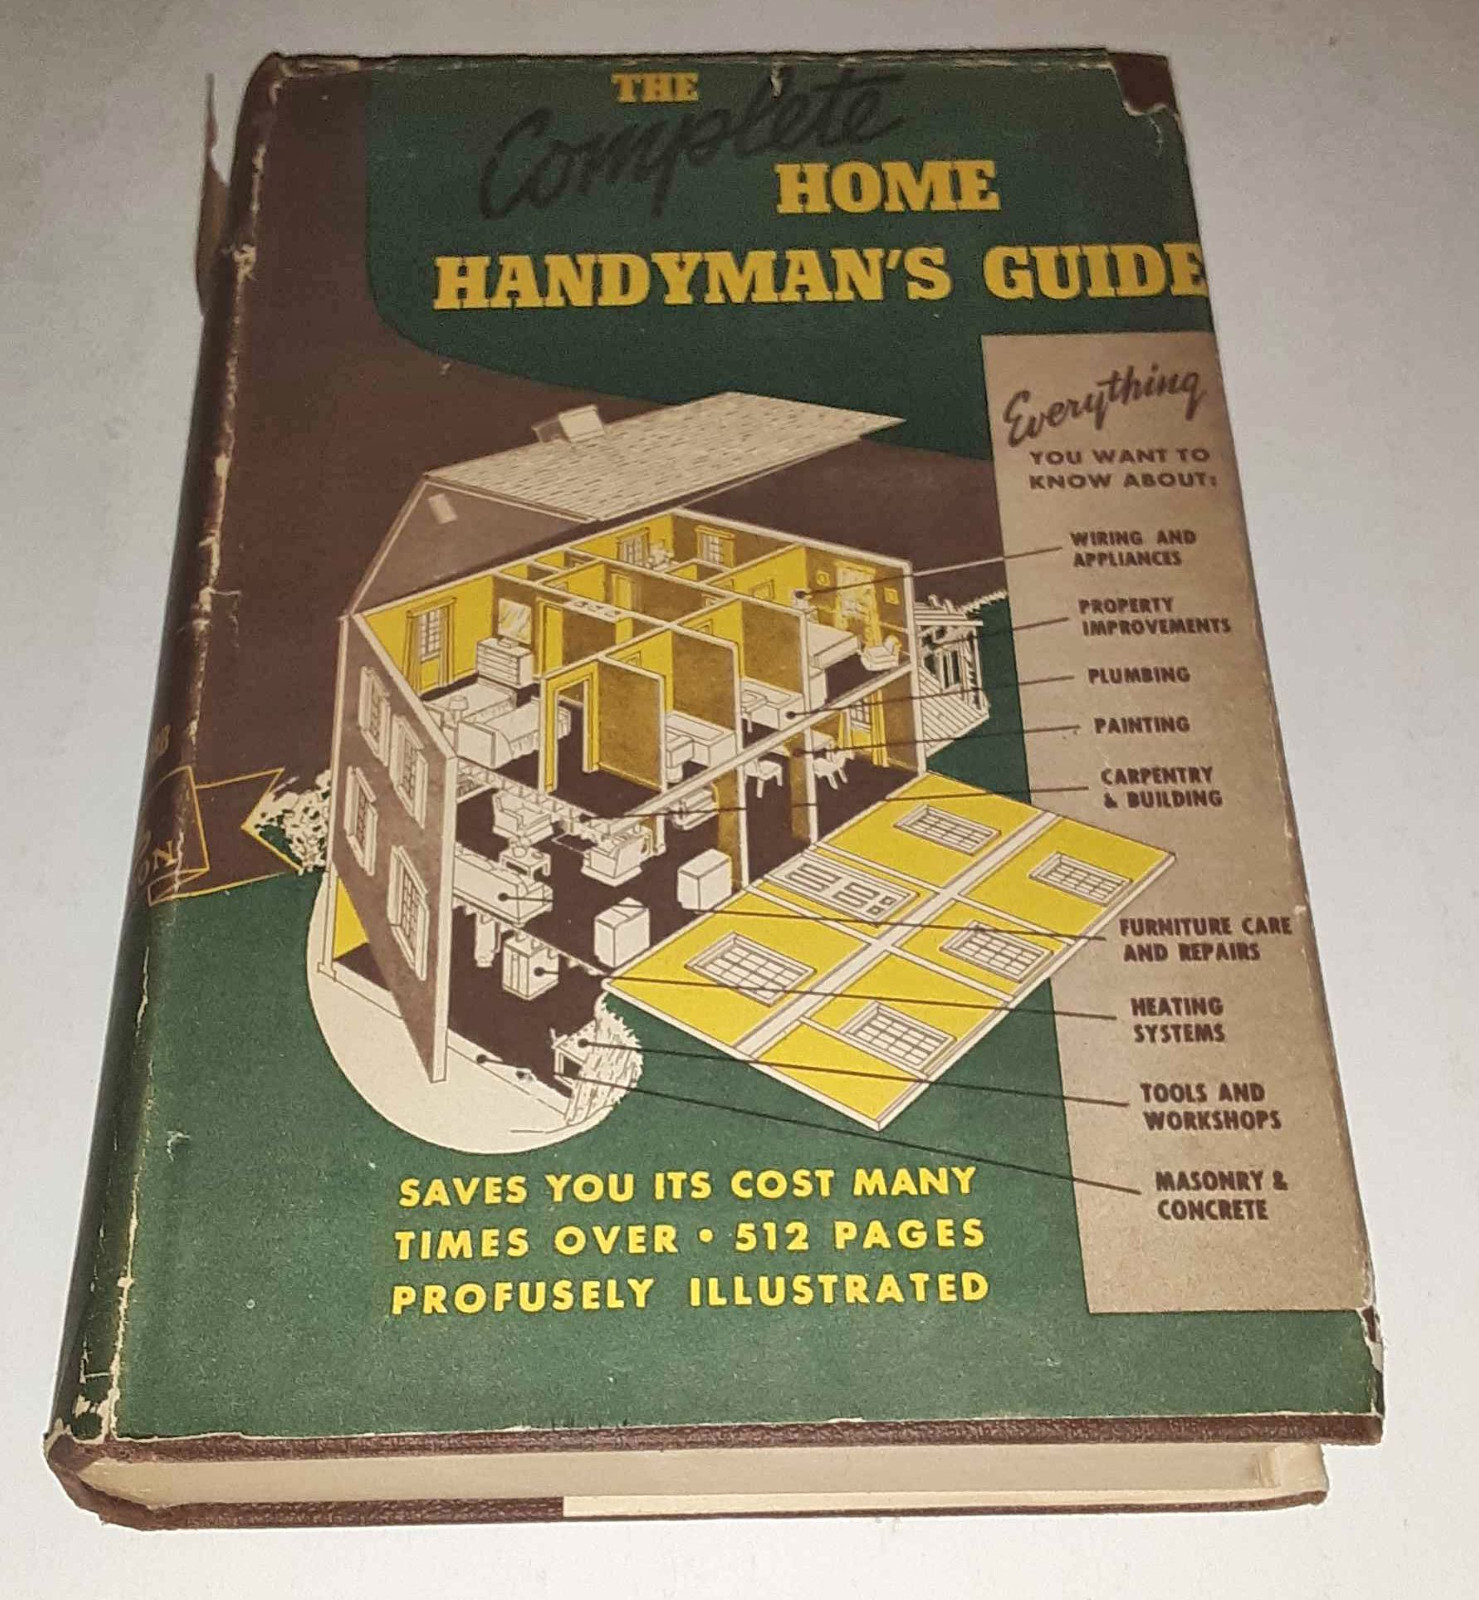 THE
Complete
HOME
HANDYMAN'S GUIDE
Everything
YOU WANT TO
KNOW ABOUT:
WIRING AND
APPLIANCES
PROPERTY
IMPROVEMENTS
PLUMBING
PAINTING
CARPENTRY
& BUILDING
FURNITURE CARE
AND REPAIRS
HEATING
SYSTEMS
TOOLS AND
WORKSHOPS
MASONRY &
CONCRETE
SAVES YOU ITS COST MANY
TIMES OVER • 512 PAGES
PROFUSELY ILLUSTRATED